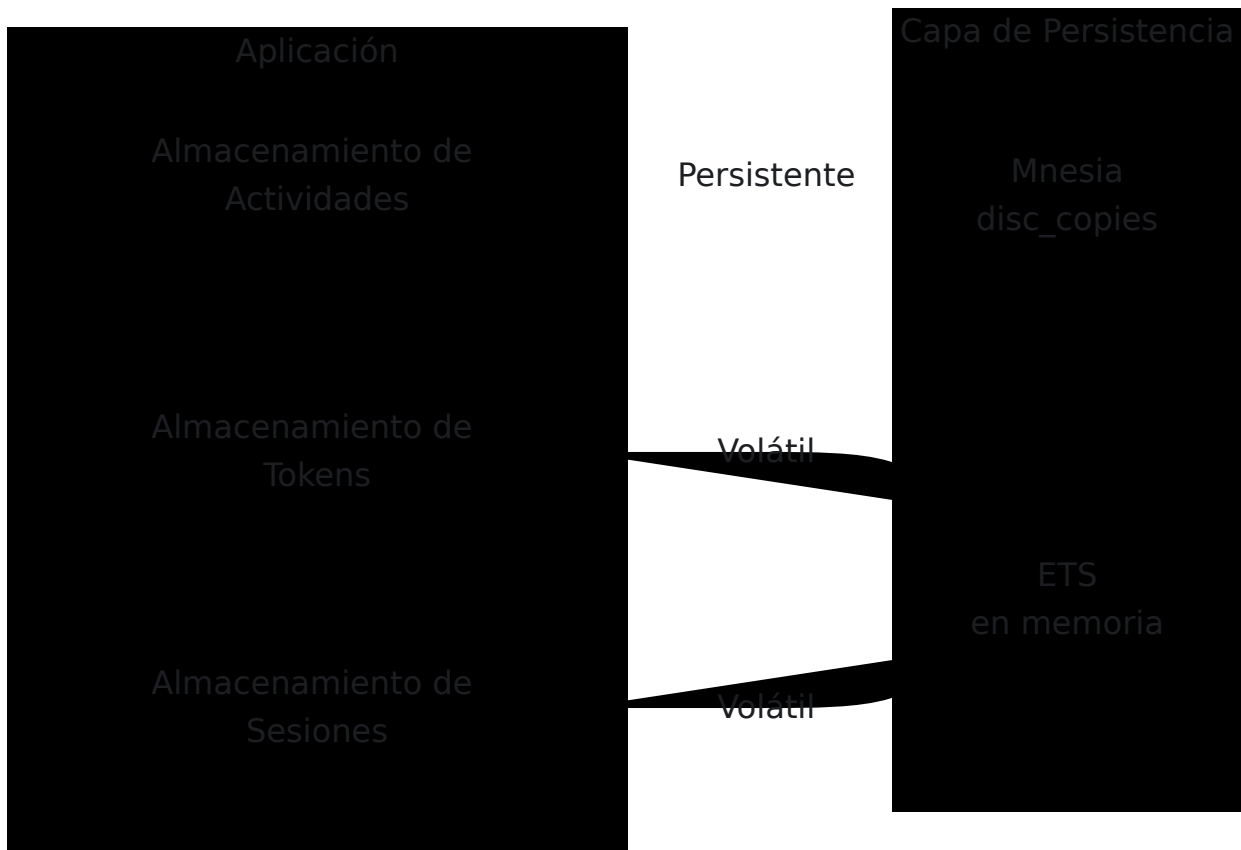 Aplicación
Almacenamiento de
Actividades
Almacenamiento de
Tokens
Almacenamiento de
Sesiones
Persistente
Volátil
Volátil
Capa de Persistencia
Mnesia
disc_copies
ETS
en memoria